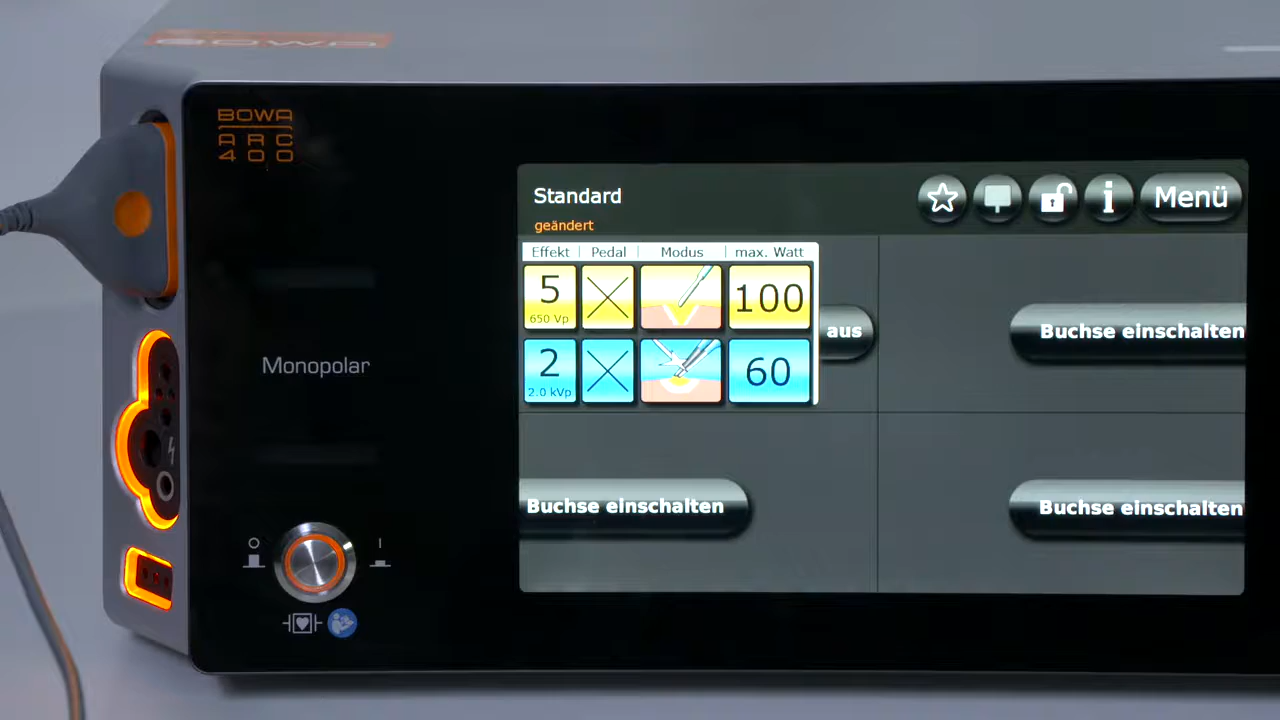 BOWA
BOWA
ARC
400
Standard
geändert
Menü
Effekt Pedal Modus max. Watt
5 100
650 Vp
aus
Buchse einschalten
2 60
2.0 kVp
Monopolar
Buchse einschalten
Buchse einschalten